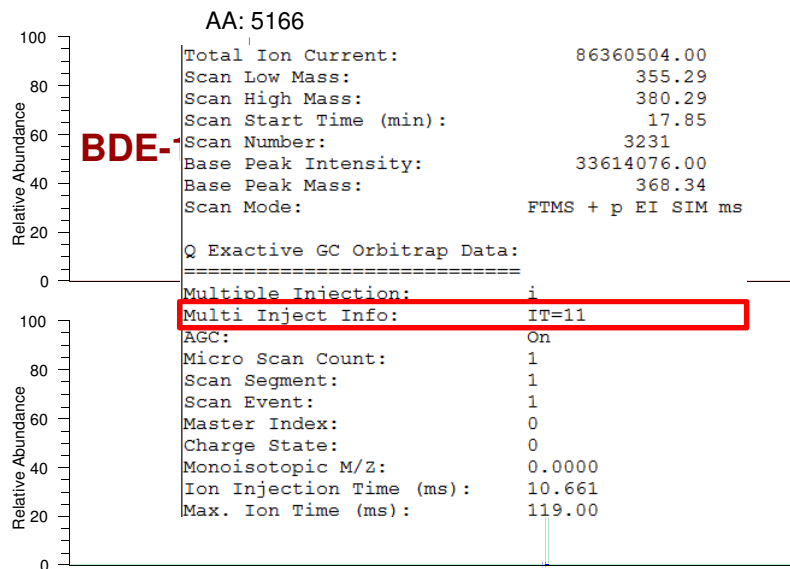 AA: 5166
Relative Abundance
100
80
60
40
20
0
BDE-1
Total Ion Current: 86360504.00
Scan Low Mass: 355.29
Scan High Mass: 380.29
Scan Start Time (min): 17.85
Scan Number: 3231
Base Peak Intensity: 33614076.00
Base Peak Mass: 368.34
Scan Mode: FTMS + p EI SIM ms
Q Exactive GC Orbitrap Data:
============================
Multiple Injection: i
Multi Inject Info: IT=11
AGC: On
Micro Scan Count: 1
Scan Segment: 1
Scan Event: 1
Master Index: 0
Charge State: 0
Monoisotopic M/Z: 0.0000
Ion Injection Time (ms): 10.661
Max. Ion Time (ms): 119.00
Relative Abundance
100
80
60
40
20
0